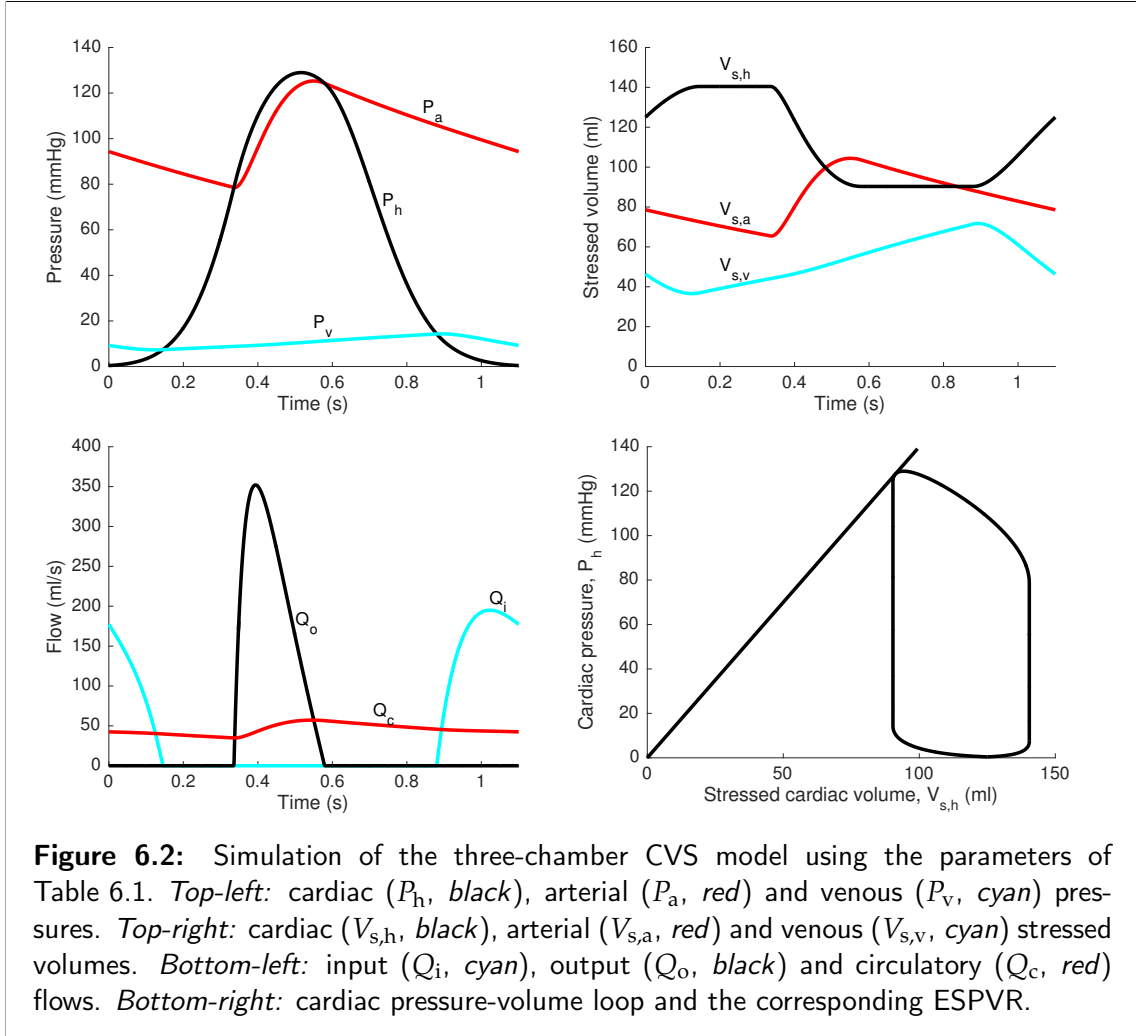 140
120
100
80
60
40
20
0
Pressure (mmHg)
P_a
P_h
P_v
0 0.2 0.4 0.6 0.8 1
Time (s)
160
140
120
100
80
60
40
20
0
Stressed volume (ml)
V_s,h
V_s,a
V_s,v
0 0.2 0.4 0.6 0.8 1
Time (s)
400
350
300
250
200
150
100
50
0
Flow (ml/s)
Q_i
Q_o
Q_c
0 0.2 0.4 0.6 0.8 1
Time (s)
140
120
100
80
60
40
20
0
Cardiac pressure, P_h (mmHg)
0 50 100 150
Stressed cardiac volume, V_s,h (ml)
Figure 6.2: Simulation of the three-chamber CVS model using the parameters of
Table 6.1. Top-left: cardiac (P_h, black), arterial (P_a, red) and venous (P_v, cyan) pres-
sures. Top-right: cardiac (V_s,h, black), arterial (V_s,a, red) and venous (V_s,v, cyan) stressed
volumes. Bottom-left: input (Q_i, cyan), output (Q_o, black) and circulatory (Q_c, red)
flows. Bottom-right: cardiac pressure-volume loop and the corresponding ESPVR.